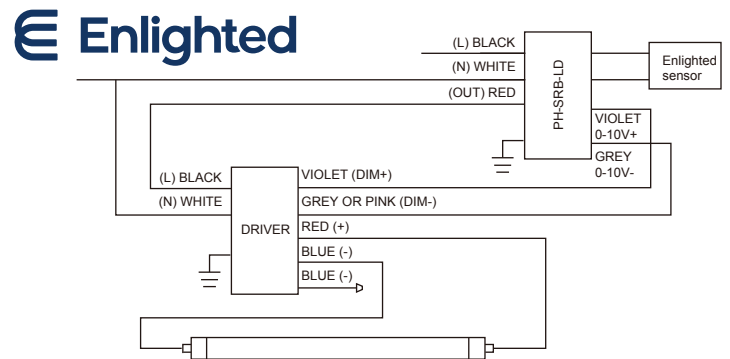 Enlighted
(L) BLACK
(N) WHITE
(OUT) RED
PH-SRB-LD
Enlighted
sensor
VIOLET
0-10V+
GREY
0-10V-
(L) BLACK
(N) WHITE
DRIVER
VIOLET (DIM+)
GREY OR PINK (DIM-)
RED (+)
BLUE (-)
BLUE (-)